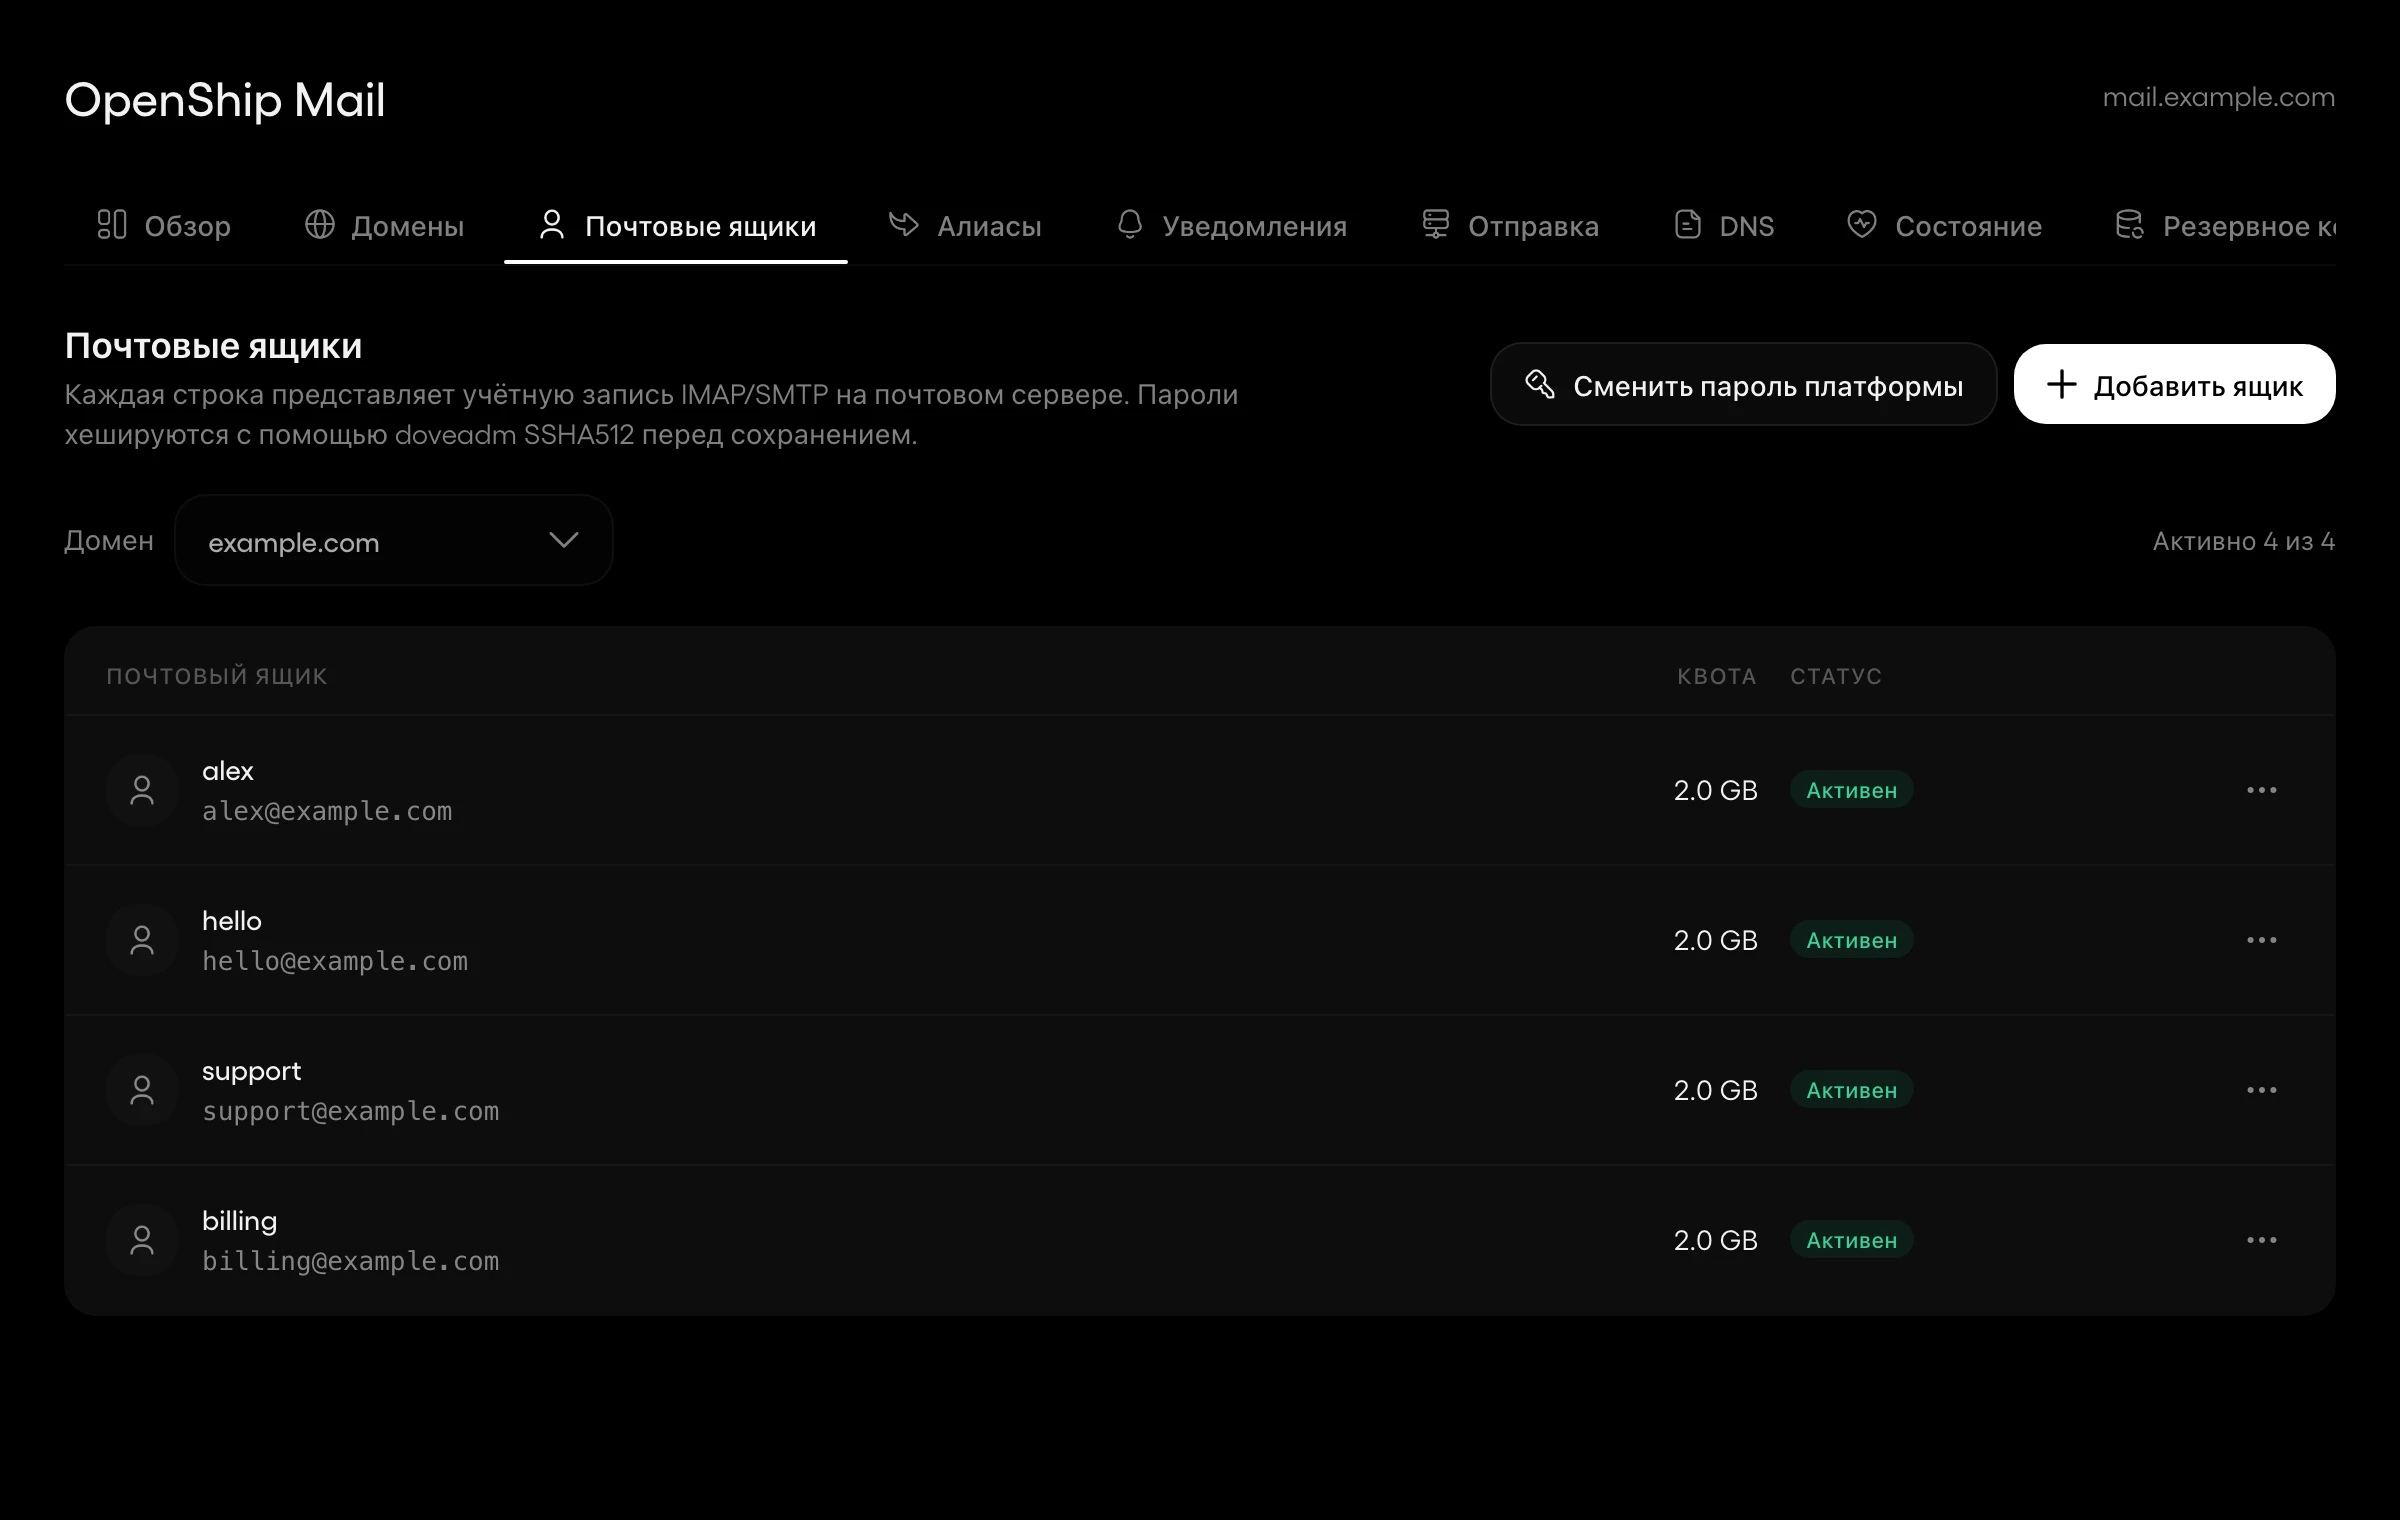 OpenShip Mail
mail.example.com
Обзор
Домены
Почтовые ящики
Алиасы
Уведомления
Отправка
DNS
Состояние
Резервное
Почтовые ящики
Каждая строка представляет учётную запись IMAP/SMTP на почтовом сервере. Пароли
хешируются с помощью doveadm SSHA512 перед сохранением.
Сменить пароль платформы
Добавить ящик
Домен
example.com
Активно 4 из 4
ПОЧТОВЫЙ ЯЩИК
КВОТА
СТАТУС
alex
alex@example.com
2.0 GB
Активен
hello
hello@example.com
2.0 GB
Активен
support
support@example.com
2.0 GB
Активен
billing
billing@example.com
2.0 GB
Активен